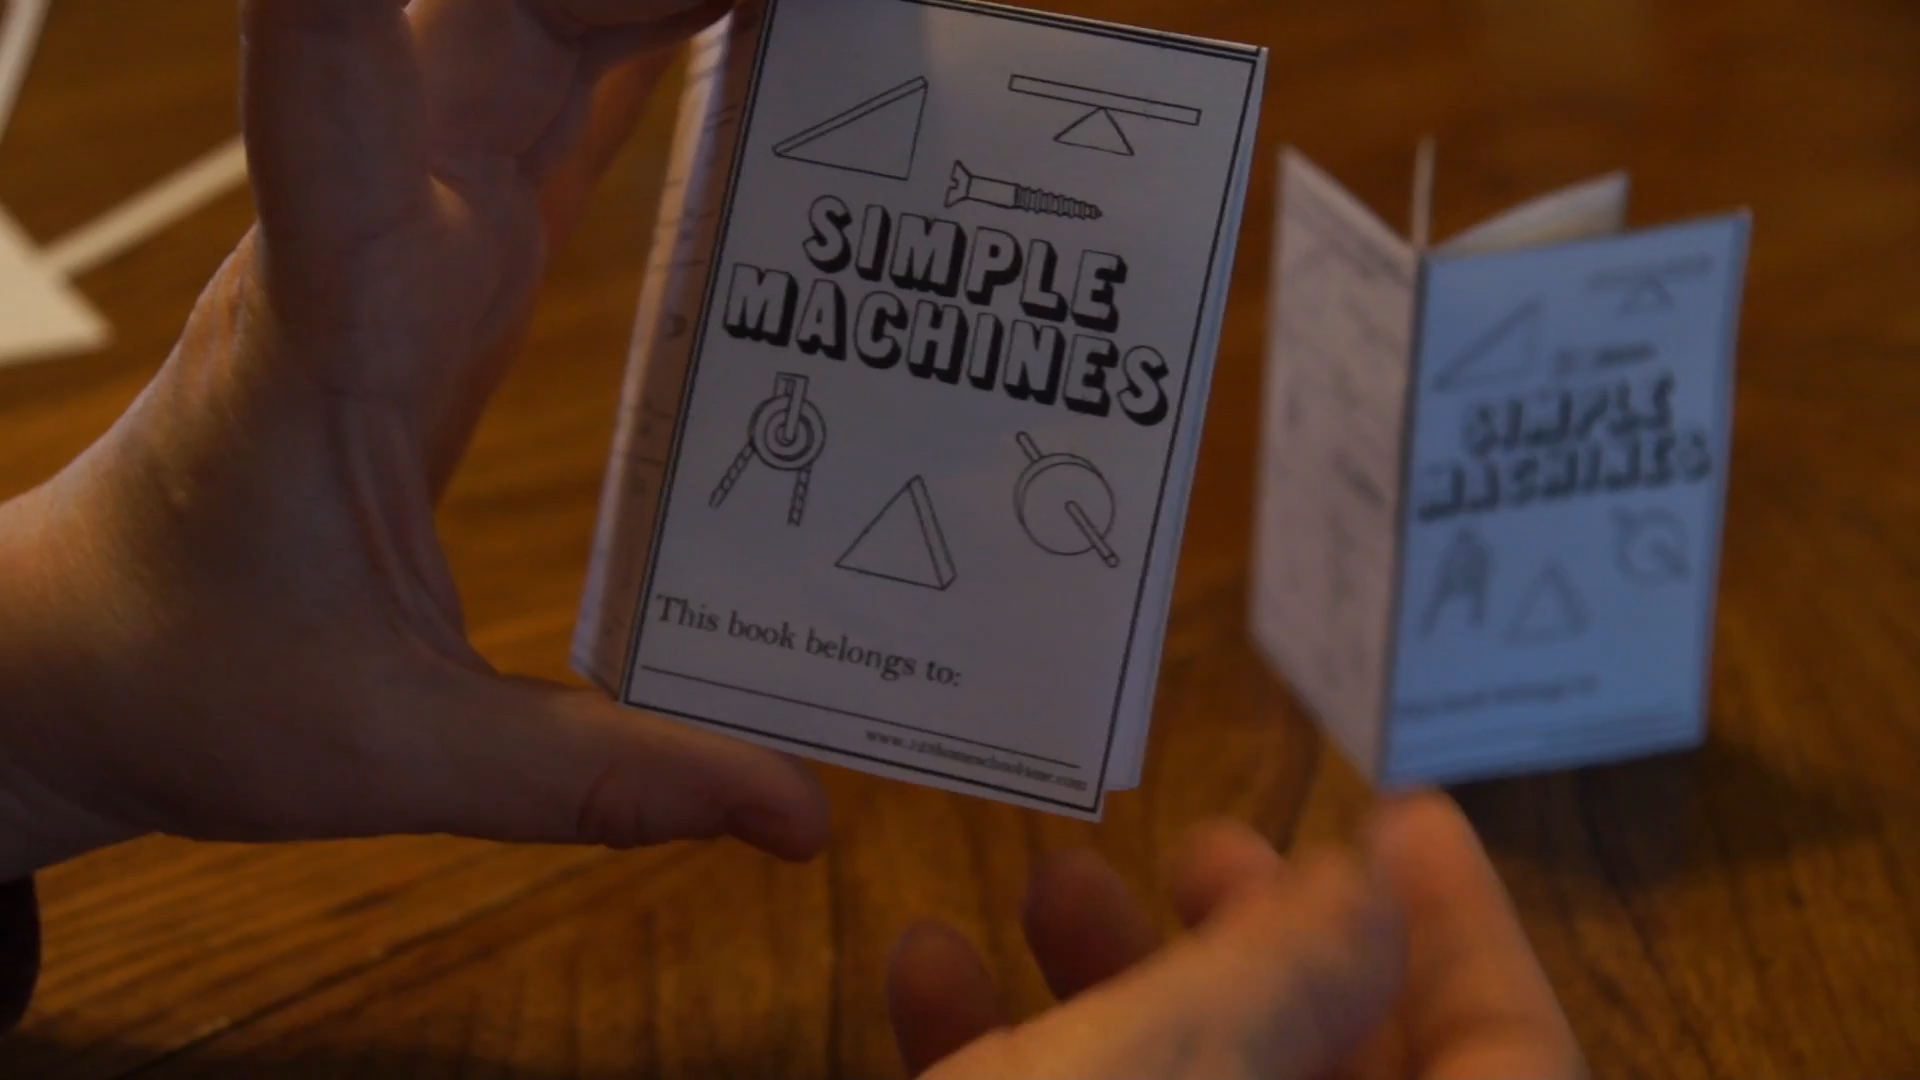 SIMPLE
MACHINES
This book belongs to:
SIMPLE
MACHINES